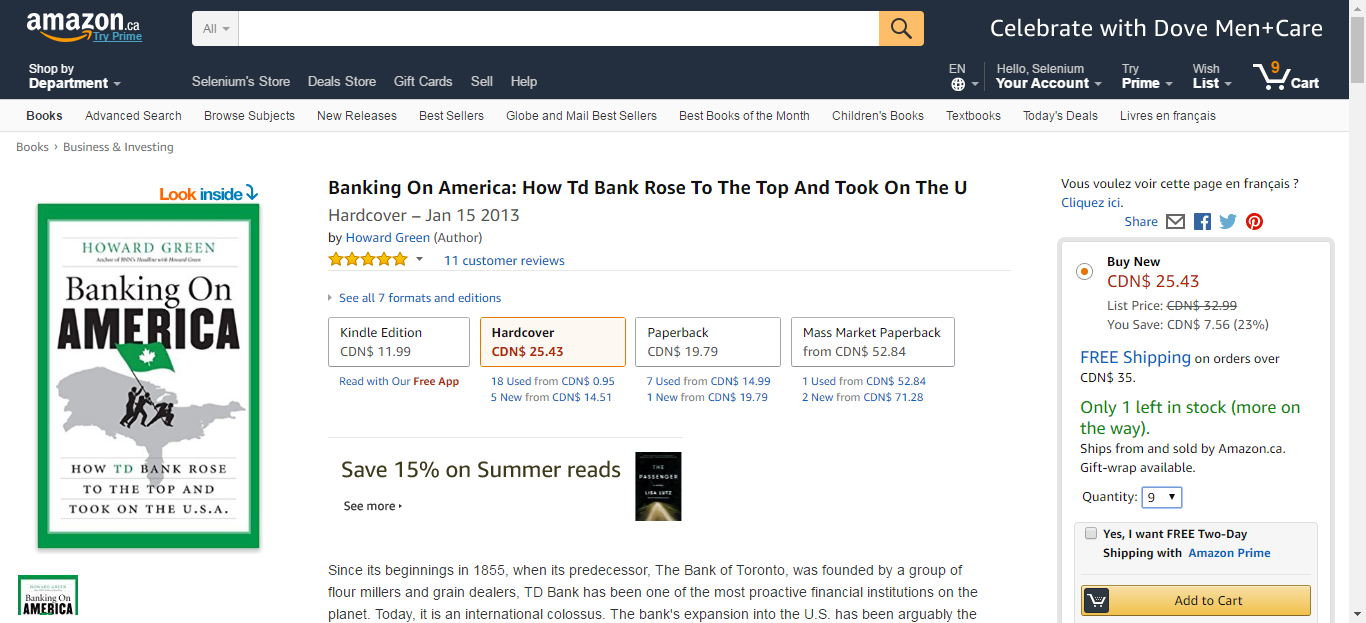 amazon.ca
Try Prime
All
Celebrate with Dove Men+Care
Shop by
Department
Selenium's Store Deals Store Gift Cards Sell Help
EN
Hello, Selenium
Your Account
Try
Prime
Wish
List
9
Cart
Books Advanced Search Browse Subjects New Releases Best Sellers Globe and Mail Best Sellers Best Books of the Month Children's Books Textbooks Today's Deals Livres en français
Books › Business & Investing
Look inside
HOWARD GREEN
Author of BNN's Headline with Howard Green
Banking On
AMERICA
HOW TD BANK ROSE
TO THE TOP AND
TOOK ON THE U.S.A.
HOWARD GREEN
Banking On
AMERICA
Banking On America: How Td Bank Rose To The Top And Took On The U
Hardcover – Jan 15 2013
by Howard Green (Author)
11 customer reviews
See all 7 formats and editions
Kindle Edition
CDN$ 11.99
Read with Our Free App
Hardcover
CDN$ 25.43
18 Used from CDN$ 0.95
5 New from CDN$ 14.51
Paperback
CDN$ 19.79
7 Used from CDN$ 14.99
1 New from CDN$ 19.79
Mass Market Paperback
from CDN$ 52.84
1 Used from CDN$ 52.84
2 New from CDN$ 71.28
Save 15% on Summer reads
See more
THE
PASSENGER
LISA LUTZ
Since its beginnings in 1855, when its predecessor, The Bank of Toronto, was founded by a group of
flour millers and grain dealers, TD Bank has been one of the most proactive financial institutions on the
planet. Today, it is an international colossus. The bank's expansion into the U.S. has been arguably the
Vous voulez voir cette page en français ?
Cliquez ici.
Share
Buy New
CDN$ 25.43
List Price: CDN$ 32.99
You Save: CDN$ 7.56 (23%)
FREE Shipping on orders over
CDN$ 35.
Only 1 left in stock (more on
the way).
Ships from and sold by Amazon.ca.
Gift-wrap available.
Quantity: 9
Yes, I want FREE Two-Day
Shipping with Amazon Prime
Add to Cart